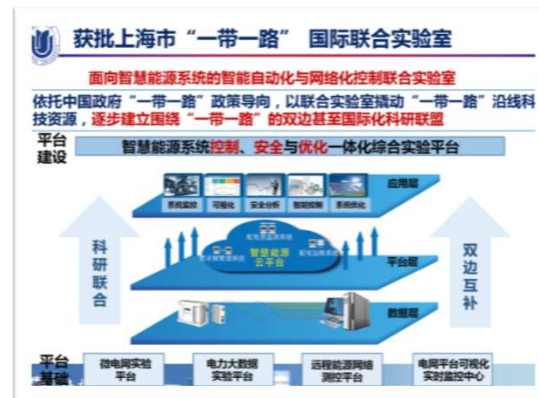 获批上海市“一带一路” 国际联合实验室
面向智慧能源系统的智能自动化与网络化控制联合实验室
依托中国政府“一带一路”政策导向，以联合实验室撬动“一带一路”沿线科
技资源，逐步建立围绕“一带一路”的双边甚至国际化科研联盟
平台
建设
智慧能源系统控制、安全与优化一体化综合实验平台
应用层
系统监控 可视化 安全分析 智能控制 系统优化
科研联合
智慧能源
云平台
平台层
双边互补
数据层
平台
基础
微电网实验
平台
电力大数据
实验平台
远程能源网络
测控平台
电网平台可视化
实时监控中心